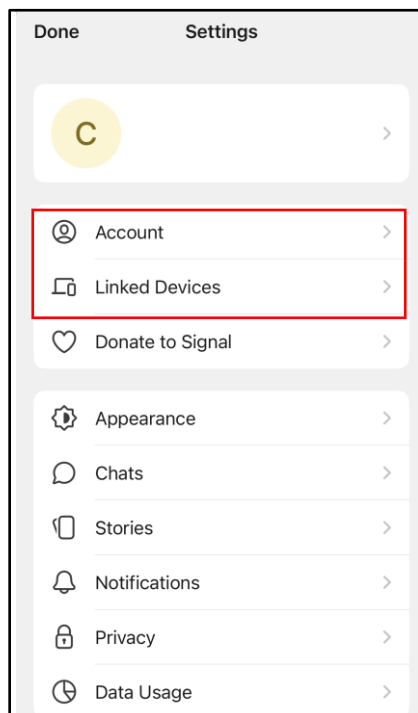 Done Settings
C
Account
Linked Devices
Donate to Signal
Appearance
Chats
Stories
Notifications
Privacy
Data Usage